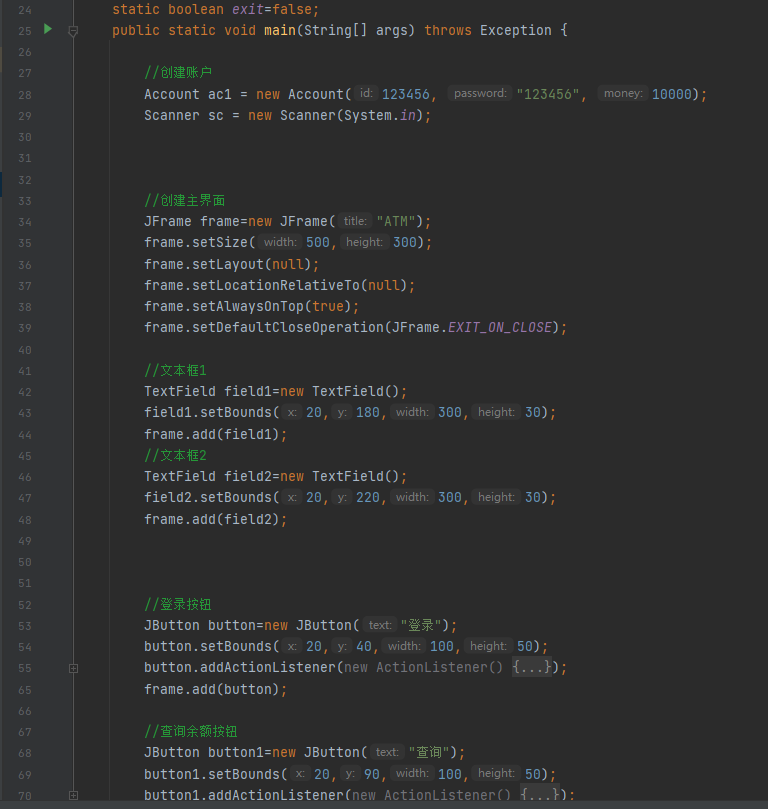 24 static boolean exit=false;
25 public static void main(String[] args) throws Exception {
26
27 //创建账户
28 Account ac1 = new Account( id: 123456, password: "123456", money: 10000);
29 Scanner sc = new Scanner(System.in);
30
31
32
33 //创建主界面
34 JFrame frame=new JFrame( title: "ATM");
35 frame.setSize( width: 500, height: 300);
36 frame.setLayout(null);
37 frame.setLocationRelativeTo(null);
38 frame.setAlwaysOnTop(true);
39 frame.setDefaultCloseOperation(JFrame.EXIT_ON_CLOSE);
40
41 //文本框1
42 TextField field1=new TextField();
43 field1.setBounds( x: 20, y: 180, width: 300, height: 30);
44 frame.add(field1);
45 //文本框2
46 TextField field2=new TextField();
47 field2.setBounds( x: 20, y: 220, width: 300, height: 30);
48 frame.add(field2);
49
50
51
52 //登录按钮
53 JButton button=new JButton( text: "登录");
54 button.setBounds( x: 20, y: 40, width: 100, height: 50);
55 button.addActionListener(new ActionListener() {...});
65 frame.add(button);
66
67 //查询余额按钮
68 JButton button1=new JButton( text: "查询");
69 button1.setBounds( x: 20, y: 90, width: 100, height: 50);
70 button1.addActionListener(new ActionListener() {...});